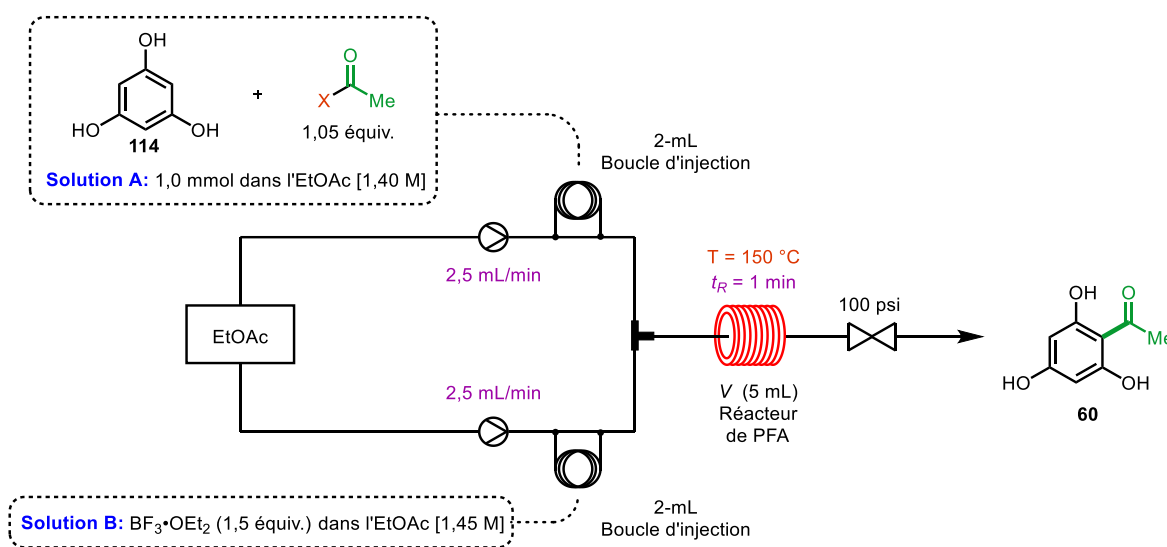 OH
HO
OH
114
+
O
X
Me
1,05 équiv.
Solution A: 1,0 mmol dans l'EtOAc [1,40 M]
2-mL
Boucle d'injection
2,5 mL/min
EtOAc
2,5 mL/min
T = 150 °C
tR = 1 min
V (5 mL)
Réacteur
de PFA
100 psi
OH
O
Me
HO
OH
60
Solution B: BF3•OEt2 (1,5 équiv.) dans l'EtOAc [1,45 M]
2-mL
Boucle d'injection